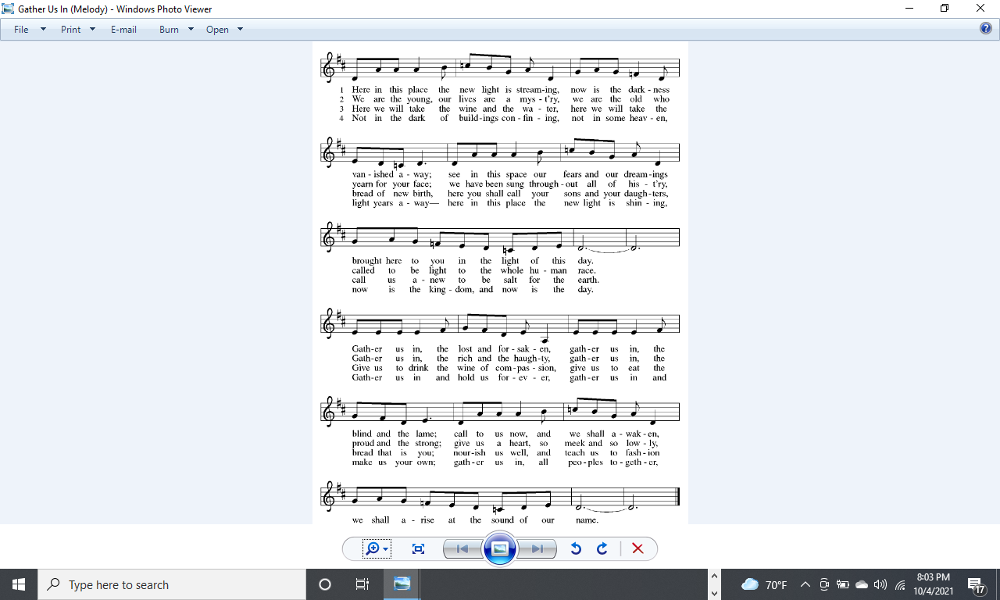 Gather Us In (Melody) - Windows Photo Viewer
File Print E-mail Burn Open
1 Here in this place the new light is stream - ing, now is the dark - ness
2 We are the young, our lives are a mys - t'ry, we are the old who
3 Here we will take the wine and the wa - ter, here we will take the
4 Not in the dark of build - ings con - fin - ing, not in some heav - en,
van - ished a - way; see in this space our fears and our dream - ings
yearn for your face; we have been sung through - out all of his - t'ry,
bread of new birth, here you shall call your sons and your daugh - ters,
light years a - way— here in this place the new light is shin - ing,
brought here to you in the light of this day.
called to be light to the whole hu - man race.
call us a - new to be salt for the earth.
now is the king - dom, and now is the day.
Gath - er us in, the lost and for - sak - en, gath - er us in, the
Gath - er us in, the rich and the haugh - ty, gath - er us in, the
Give us to drink the wine of com - pas - sion, give us to eat the
Gath - er us in and hold us for - ev - er, gath - er us in and
blind and the lame; call to us now, and we shall a - wak - en,
proud and the strong; give us a heart, so meek and so low - ly,
bread that is you; nour - ish us well, and teach us to fash - ion
make us your own; gath - er us in, all peo - ples to - geth - er,
we shall a - rise at the sound of our name.
Type here to search
70°F
8:03 PM
10/4/2021
17